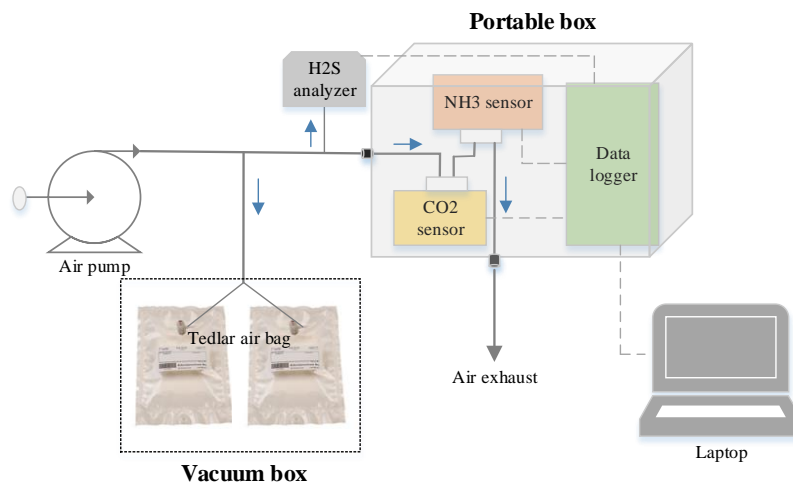 Portable box
H2S
analyzer
NH3 sensor
Data
logger
CO2
sensor
Air pump
Tedlar air bag
Air exhaust
Laptop
Vacuum box